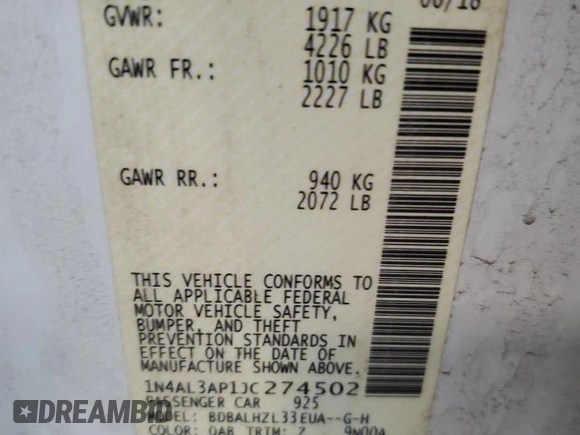 06/18
GVWR: 1917 KG
4226 LB
GAWR FR.: 1010 KG
2227 LB
GAWR RR.: 940 KG
2072 LB
THIS VEHICLE CONFORMS TO
ALL APPLICABLE FEDERAL
MOTOR VEHICLE SAFETY,
BUMPER, AND THEFT
PREVENTION STANDARDS IN
EFFECT ON THE DATE OF
MANUFACTURE SHOWN ABOVE.
1N4AL3AP1JC274502
PASSENGER CAR 925
MODEL: BDBALHZL33EUA--G-H
COLOR: QAB TRIM: Z 9N00A
DREAMBID